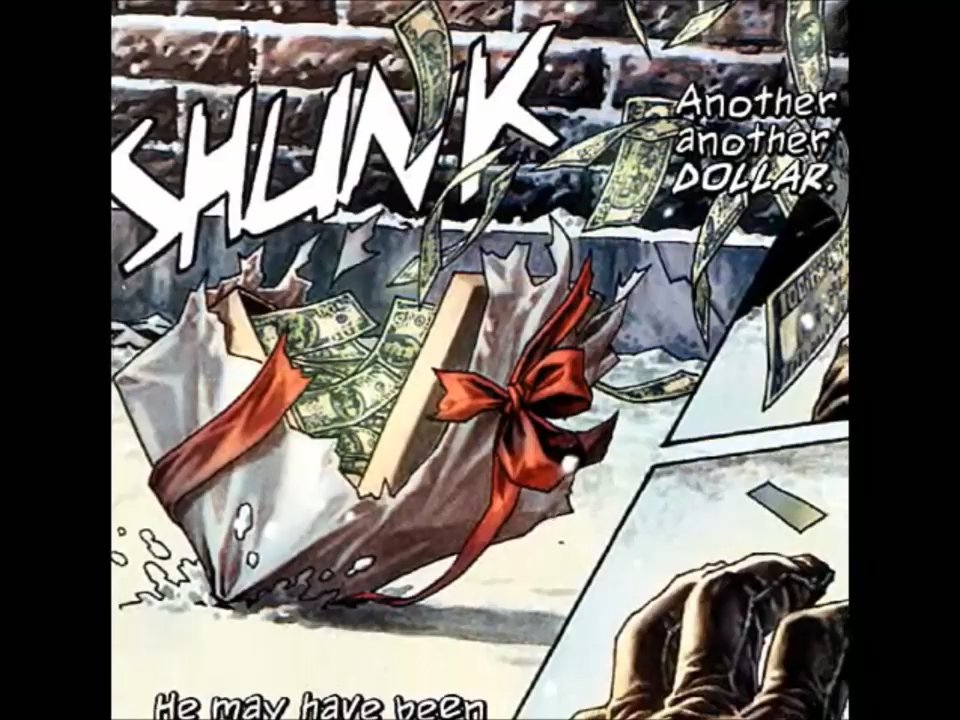 SHUNK
Another
another
DOLLAR.
He may have been